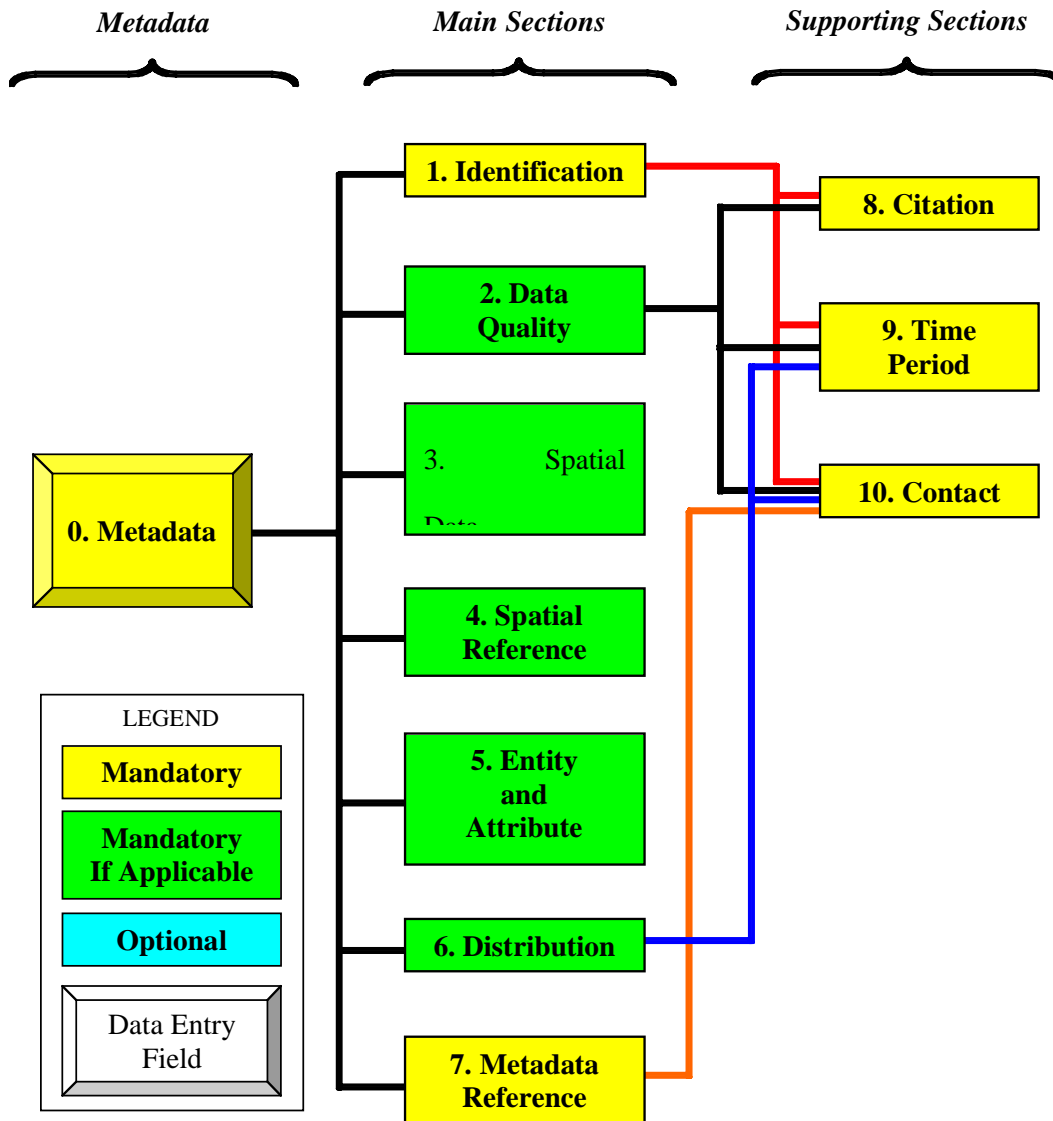 Metadata
Main Sections
Supporting Sections
1. Identification
2. Data
Quality
3. Spatial
Data
4. Spatial
Reference
5. Entity
and
Attribute
6. Distribution
7. Metadada
Reference
8. Citation
9. Time
Period
10. Contact
0. Metadata
LEGEND
Mandatory
Mandatory
If Applicable
Optional
Data Entry
Field